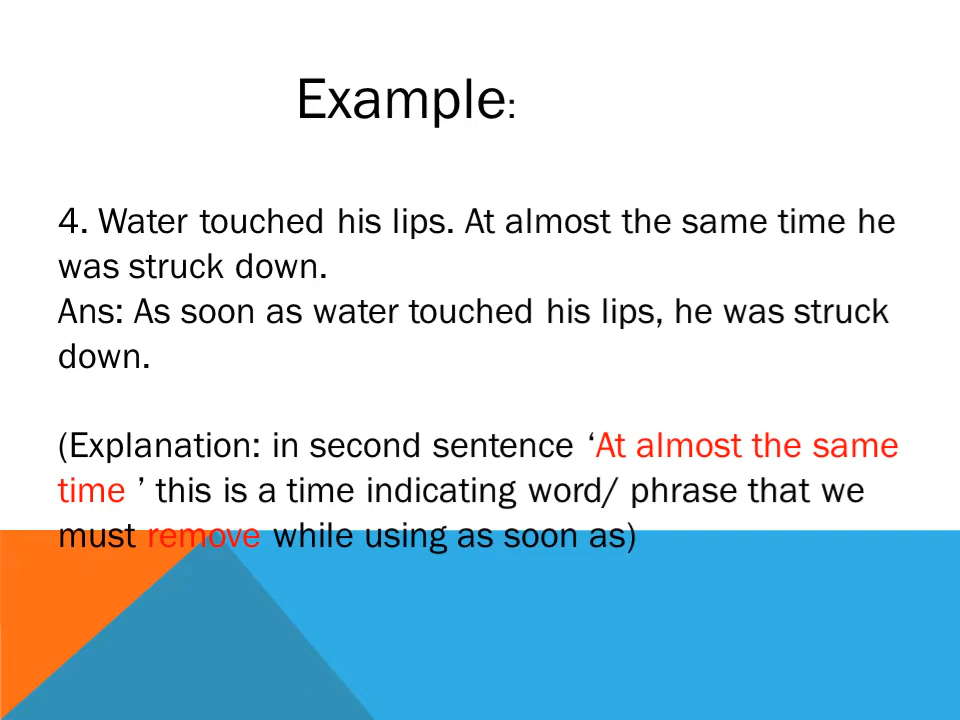 Example:
4. Water touched his lips. At almost the same time he
was struck down.
Ans: As soon as water touched his lips, he was struck
down.
(Explanation: in second sentence ‘At almost the same
time ’ this is a time indicating word/ phrase that we
must remove while using as soon as)